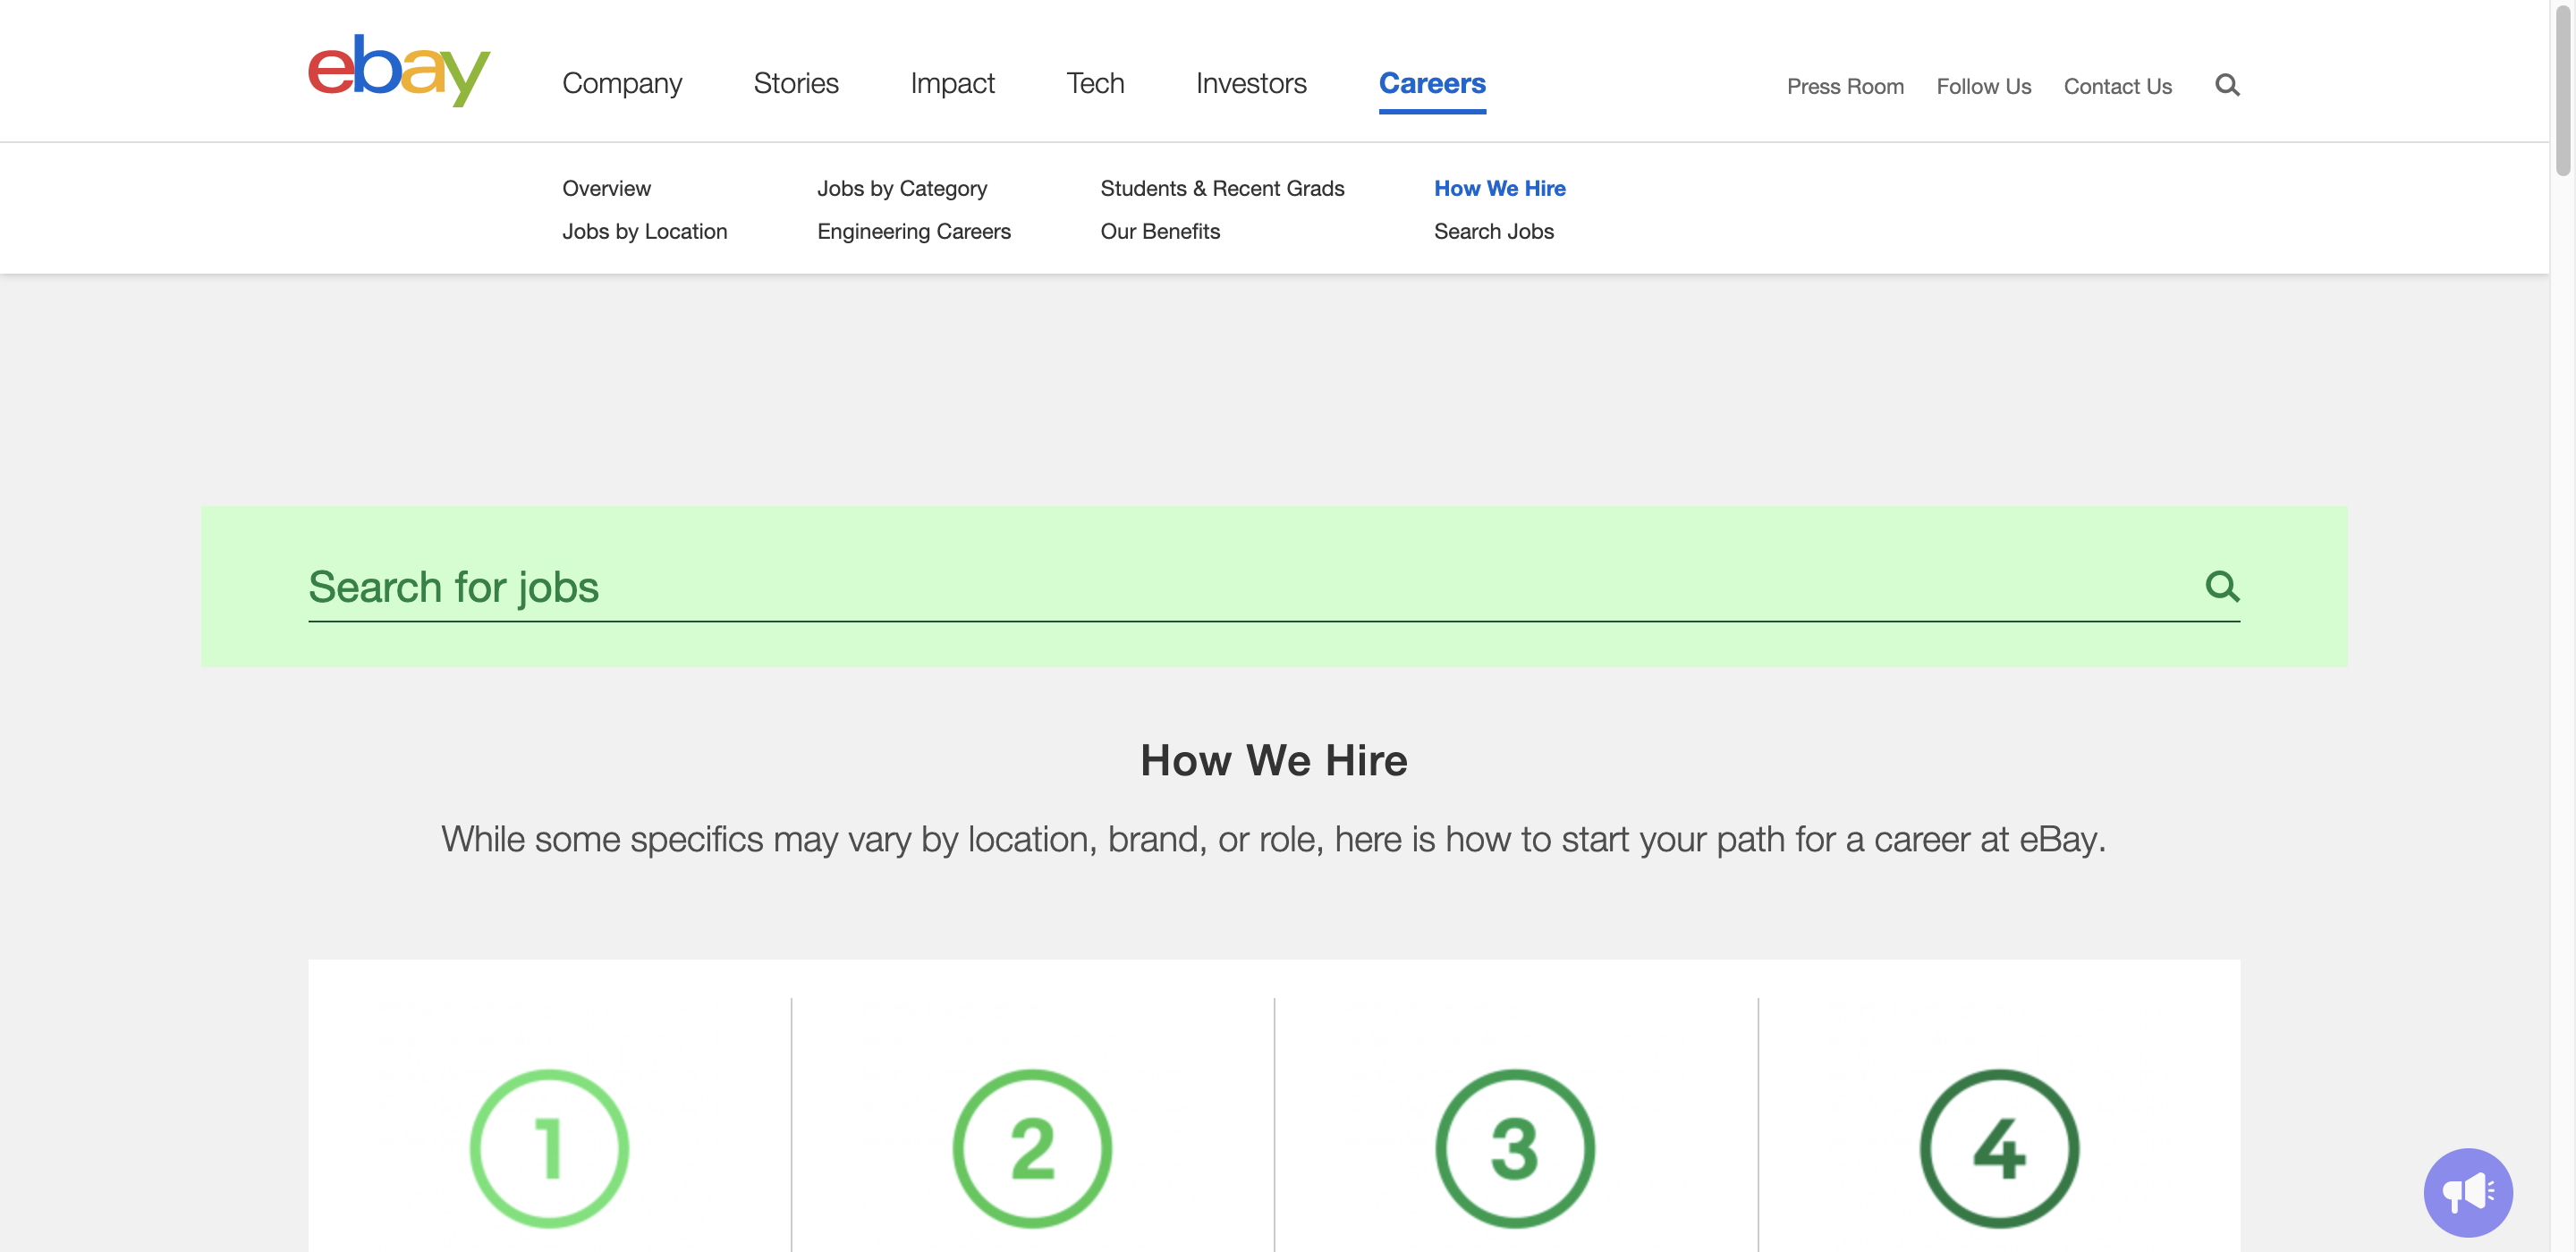 ebay
Company Stories Impact Tech Investors Careers Press Room Follow Us Contact Us
Overview Jobs by Category Students & Recent Grads How We Hire
Jobs by Location Engineering Careers Our Benefits Search Jobs
Search for jobs
How We Hire
While some specifics may vary by location, brand, or role, here is how to start your path for a career at eBay.
1 2 3 4